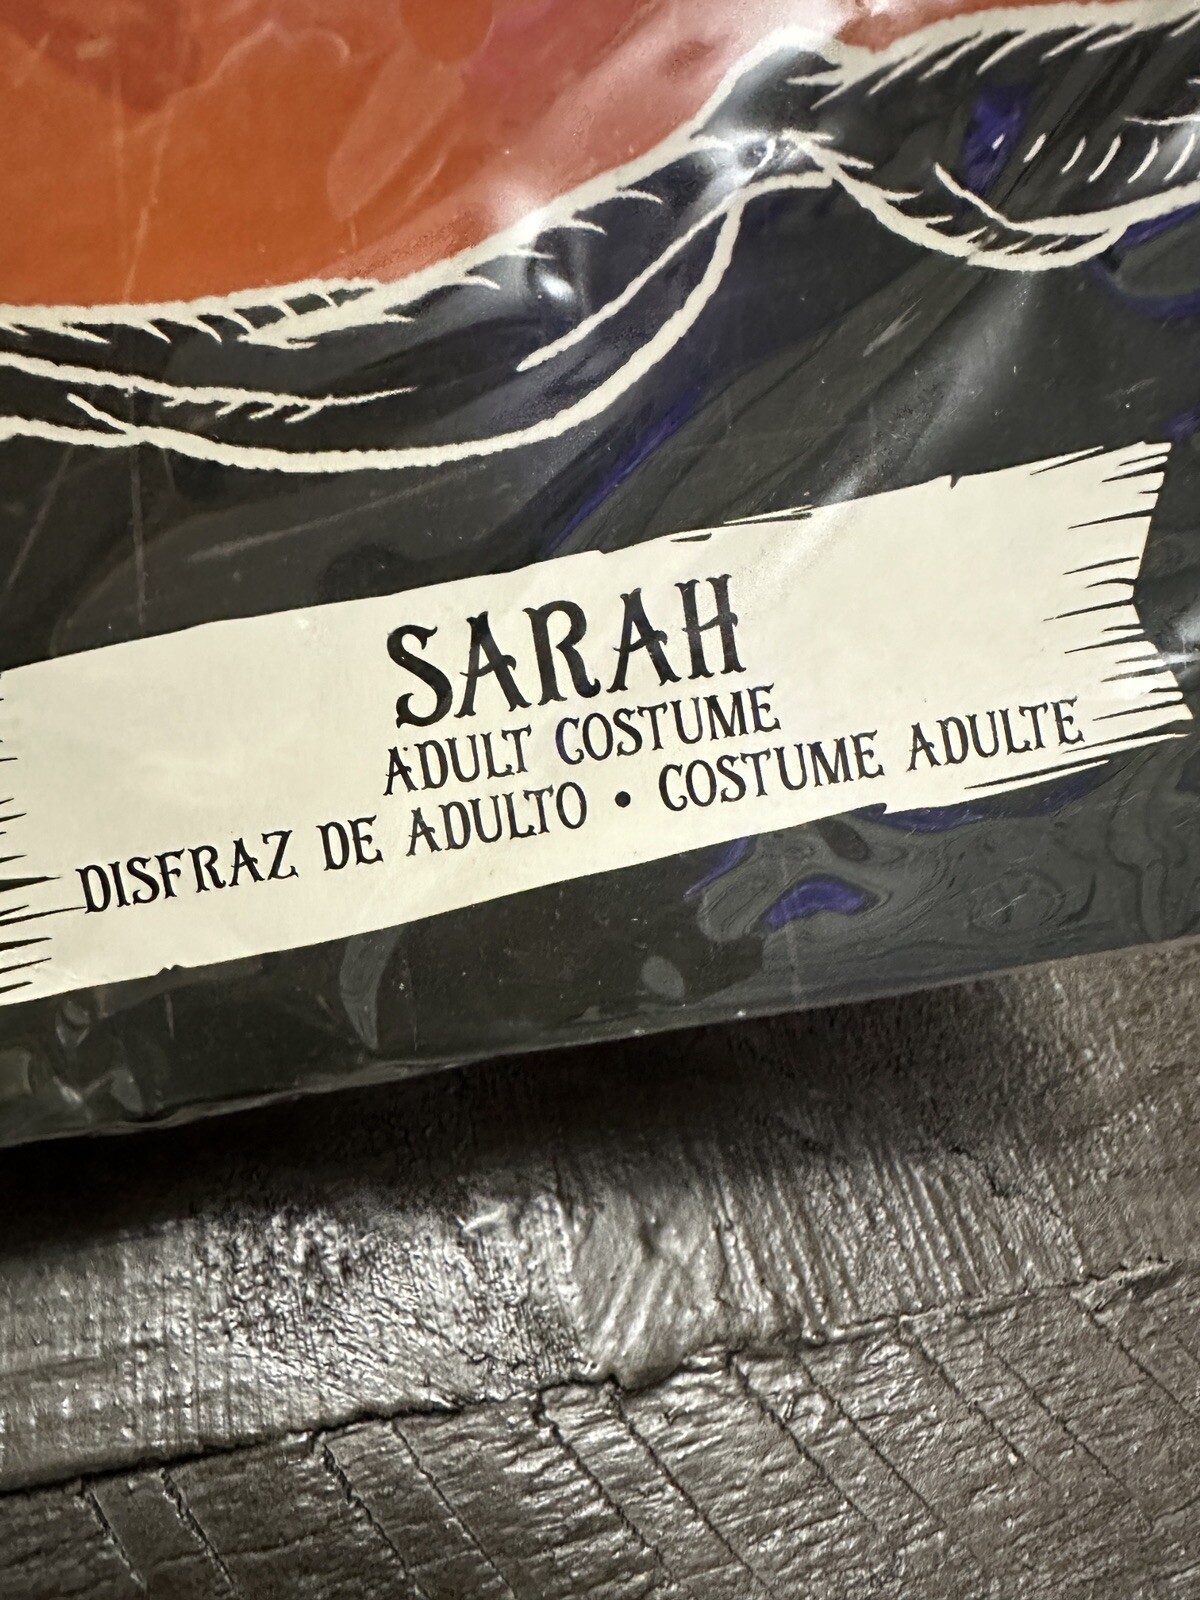 SARAH
ADULT COSTUME
DISFRAZ DE ADULTO • COSTUME ADULTE